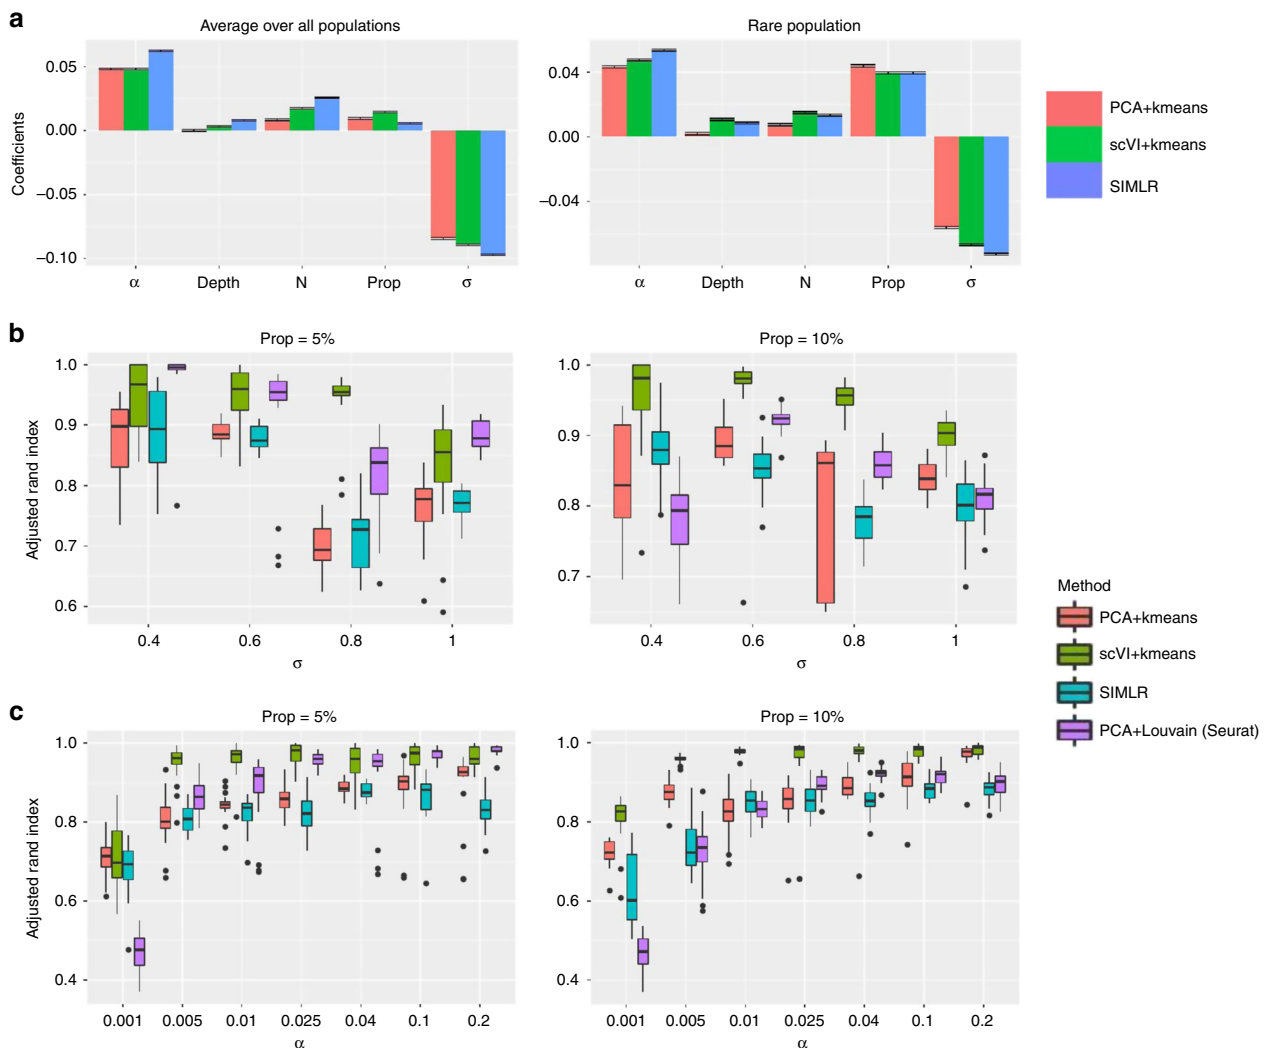 a
Average over all populations
Rare population
Coefficients
0.05
0.00
−0.05
−0.10
α Depth N Prop σ
0.04
0.00
−0.04
α Depth N Prop σ
PCA+kmeans
scVI+kmeans
SIMLR
b
Prop = 5%
Prop = 10%
Adjusted rand index
1.0
0.9
0.8
0.7
0.6
0.4 0.6 0.8 1
σ
1.0
0.9
0.8
0.7
0.4 0.6 0.8 1
σ
Method
PCA+kmeans
scVI+kmeans
SIMLR
PCA+Louvain (Seurat)
c
Prop = 5%
Prop = 10%
Adjusted rand index
1.0
0.8
0.6
0.4
0.001 0.005 0.01 0.025 0.04 0.1 0.2
α
1.0
0.8
0.6
0.4
0.001 0.005 0.01 0.025 0.04 0.1 0.2
α